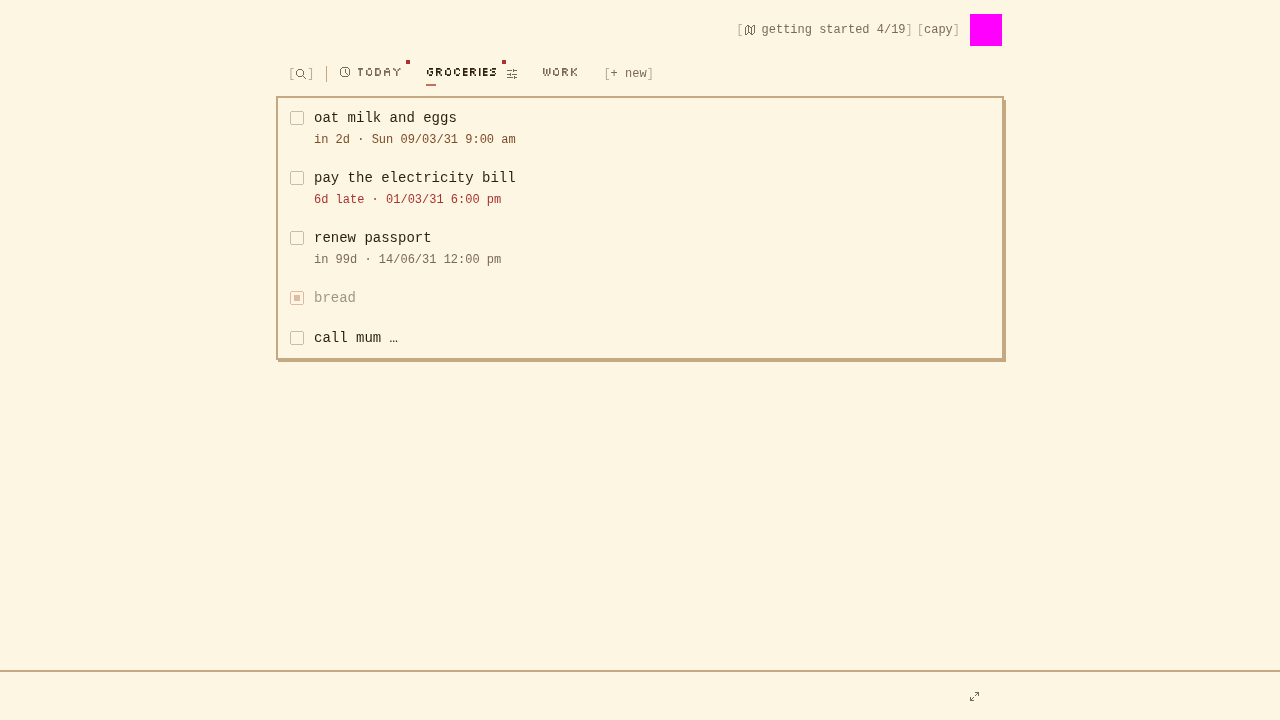 [getting started 4/19] [copy]
[] TODAY GROCERIES WORK [+ new]
oat milk and eggs
in 2d · Sun 09/03/31 9:00 am
pay the electricity bill
6d late · 01/03/31 6:00 pm
renew passport
in 99d · 14/06/31 12:00 pm
bread
call mum …